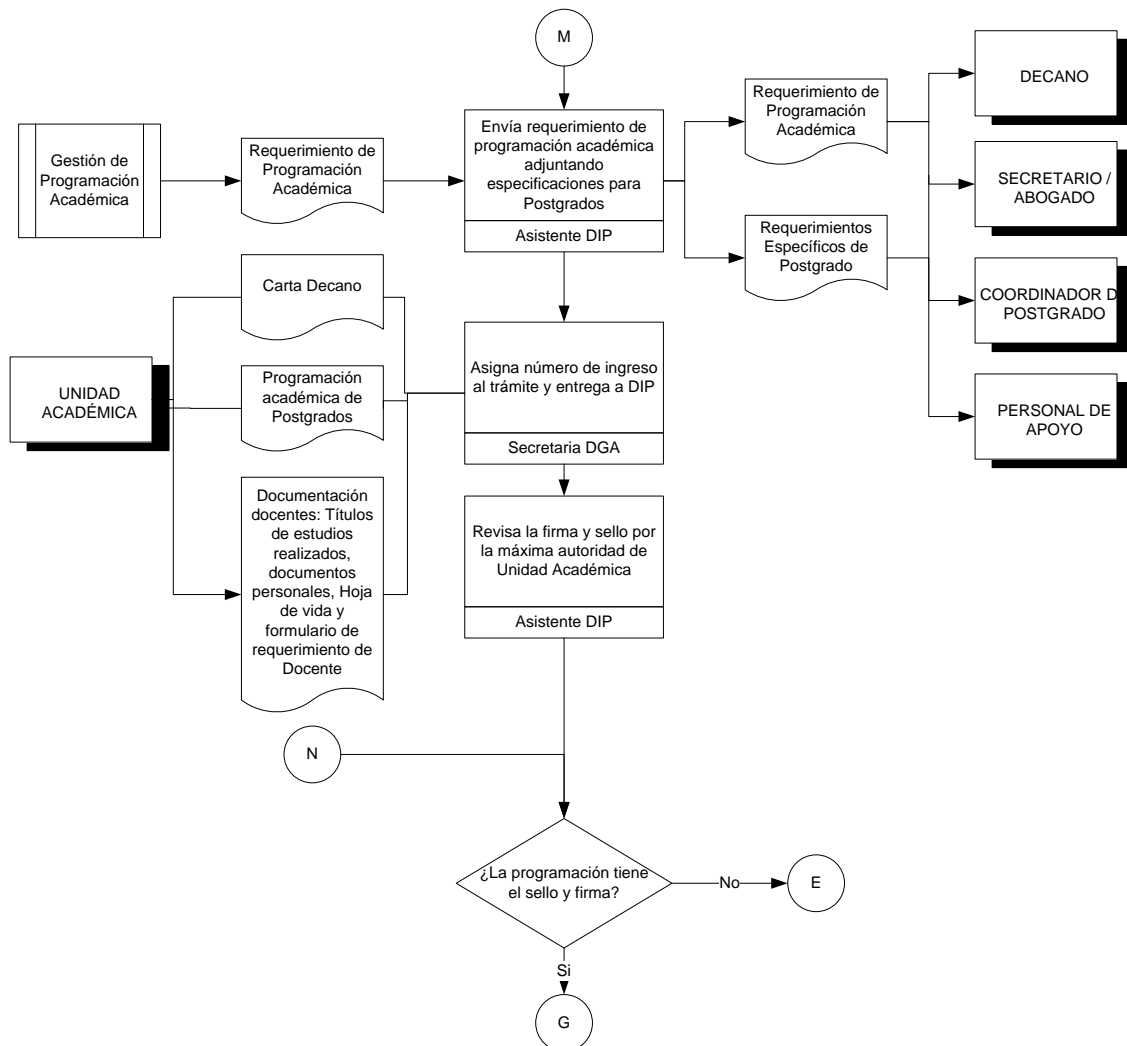 M
Gestión de
Programación
Académica
Requerimiento de
Programación
Académica
Envía requerimiento de
programación académica
adjuntando
especificaciones para
Postgrados
Asistente DIP
Requerimiento de
Programación
Académica
Requerimientos
Específicos de
Postgrado
DECANO
SECRETARIO /
ABOGADO
COORDINADOR D
POSTGRADO
PERSONAL DE
APOYO
UNIDAD
ACADÉMICA
Carta Decano
Programación
académica de
Postgrados
Documentación
docentes: Títulos
de estudios
realizados,
documentos
personales, Hoja
de vida y
formulario de
requerimiento de
Docente
Asigna número de ingreso
al trámite y entrega a DIP
Secretaria DGA
Revisa la firma y sello por
la máxima autoridad de
Unidad Académica
Asistente DIP
N
¿La programación tiene
el sello y firma?
No
E
Si
G